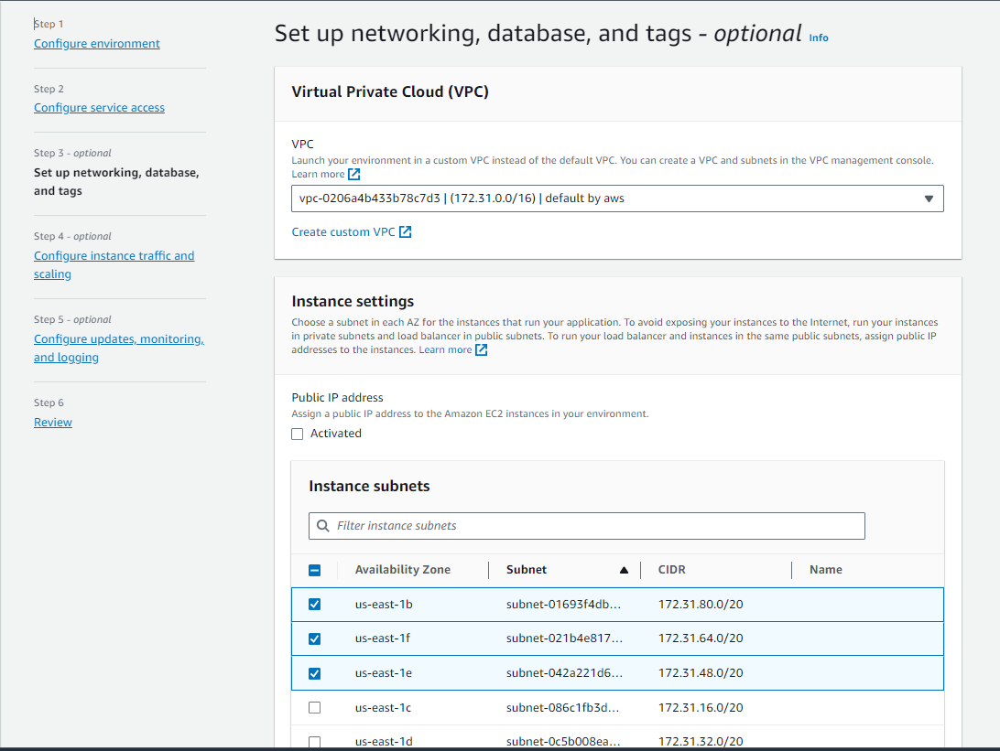 Step 1
Configure environment
Step 2
Configure service access
Step 3 - optional
Set up networking, database,
and tags
Step 4 - optional
Configure instance traffic and
scaling
Step 5 - optional
Configure updates, monitoring,
and logging
Step 6
Review
Set up networking, database, and tags - optional Info
Virtual Private Cloud (VPC)
VPC
Launch your environment in a custom VPC instead of the default VPC. You can create a VPC and subnets in the VPC management console.
Learn more
vpc-0206a4b433b78c7d3 | (172.31.0.0/16) | default by aws
Create custom VPC
Instance settings
Choose a subnet in each AZ for the instances that run your application. To avoid exposing your instances to the Internet, run your instances
in private subnets and load balancer in public subnets. To run your load balancer and instances in the same public subnets, assign public IP
addresses to the instances. Learn more
Public IP address
Assign a public IP address to the Amazon EC2 instances in your environment.
Activated
Instance subnets
Filter instance subnets
Availability Zone Subnet CIDR Name
us-east-1b subnet-01693f4db... 172.31.80.0/20
us-east-1f subnet-021b4e817... 172.31.64.0/20
us-east-1e subnet-042a221d6... 172.31.48.0/20
us-east-1c subnet-086c1fb3d... 172.31.16.0/20
us-east-1d subnet-0c5b008ea... 172.31.32.0/20